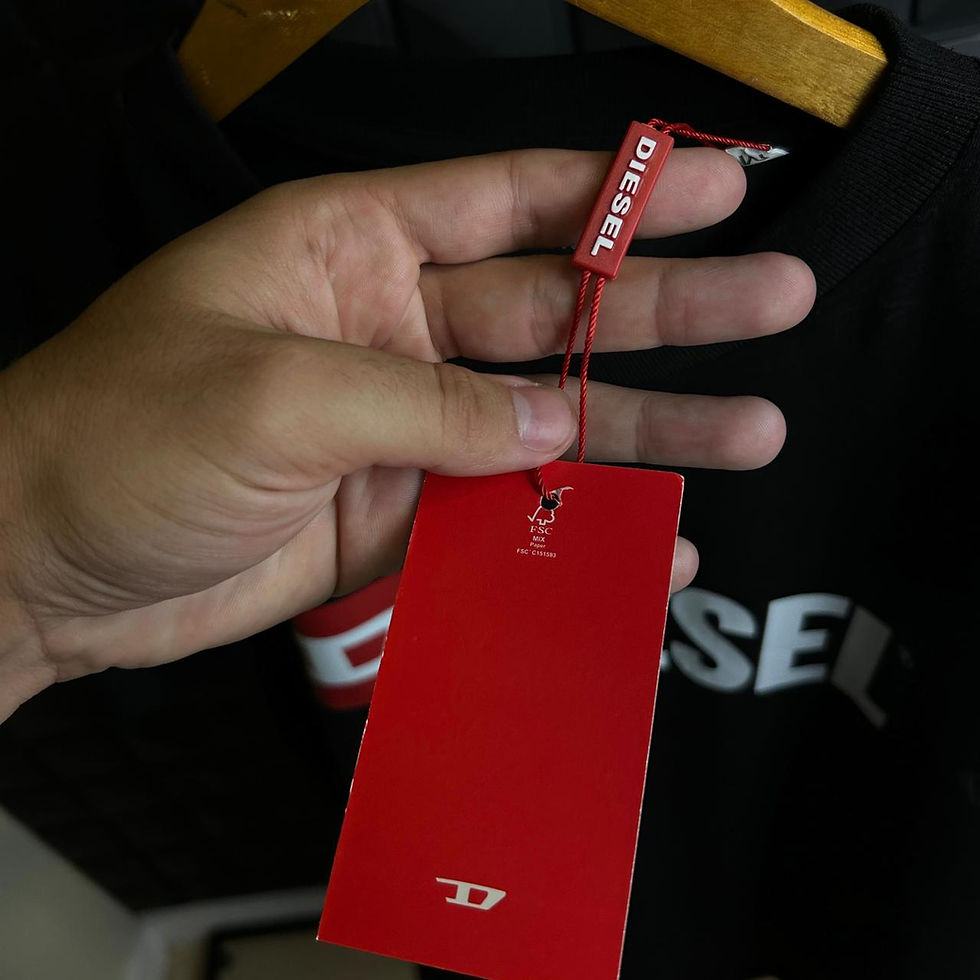 DIESEL
FSC
MIX
Paper
FSC® C151593
SEL